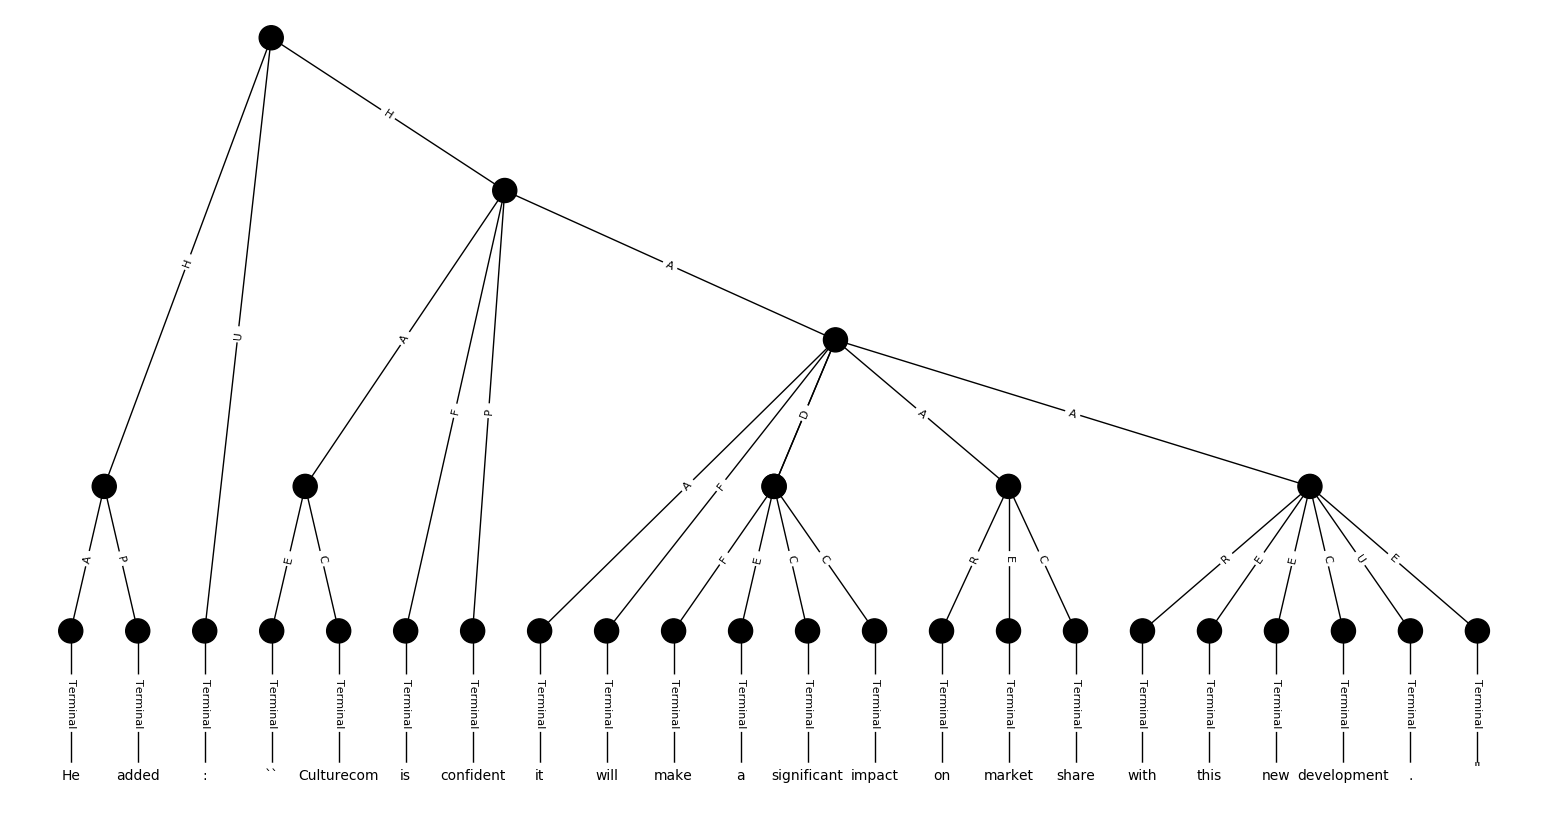 H
H
A
U
A
A
F
P
D
A
A
A
F
A
P
E
C
F
E
C
C
R
E
C
R
E
E
C
U
E
Terminal Terminal Terminal Terminal Terminal Terminal Terminal Terminal Terminal Terminal Terminal Terminal Terminal Terminal Terminal Terminal Terminal Terminal Terminal Terminal Terminal Terminal
He added : `` Culturecom is confident it will make a significant impact on market share with this new development . "